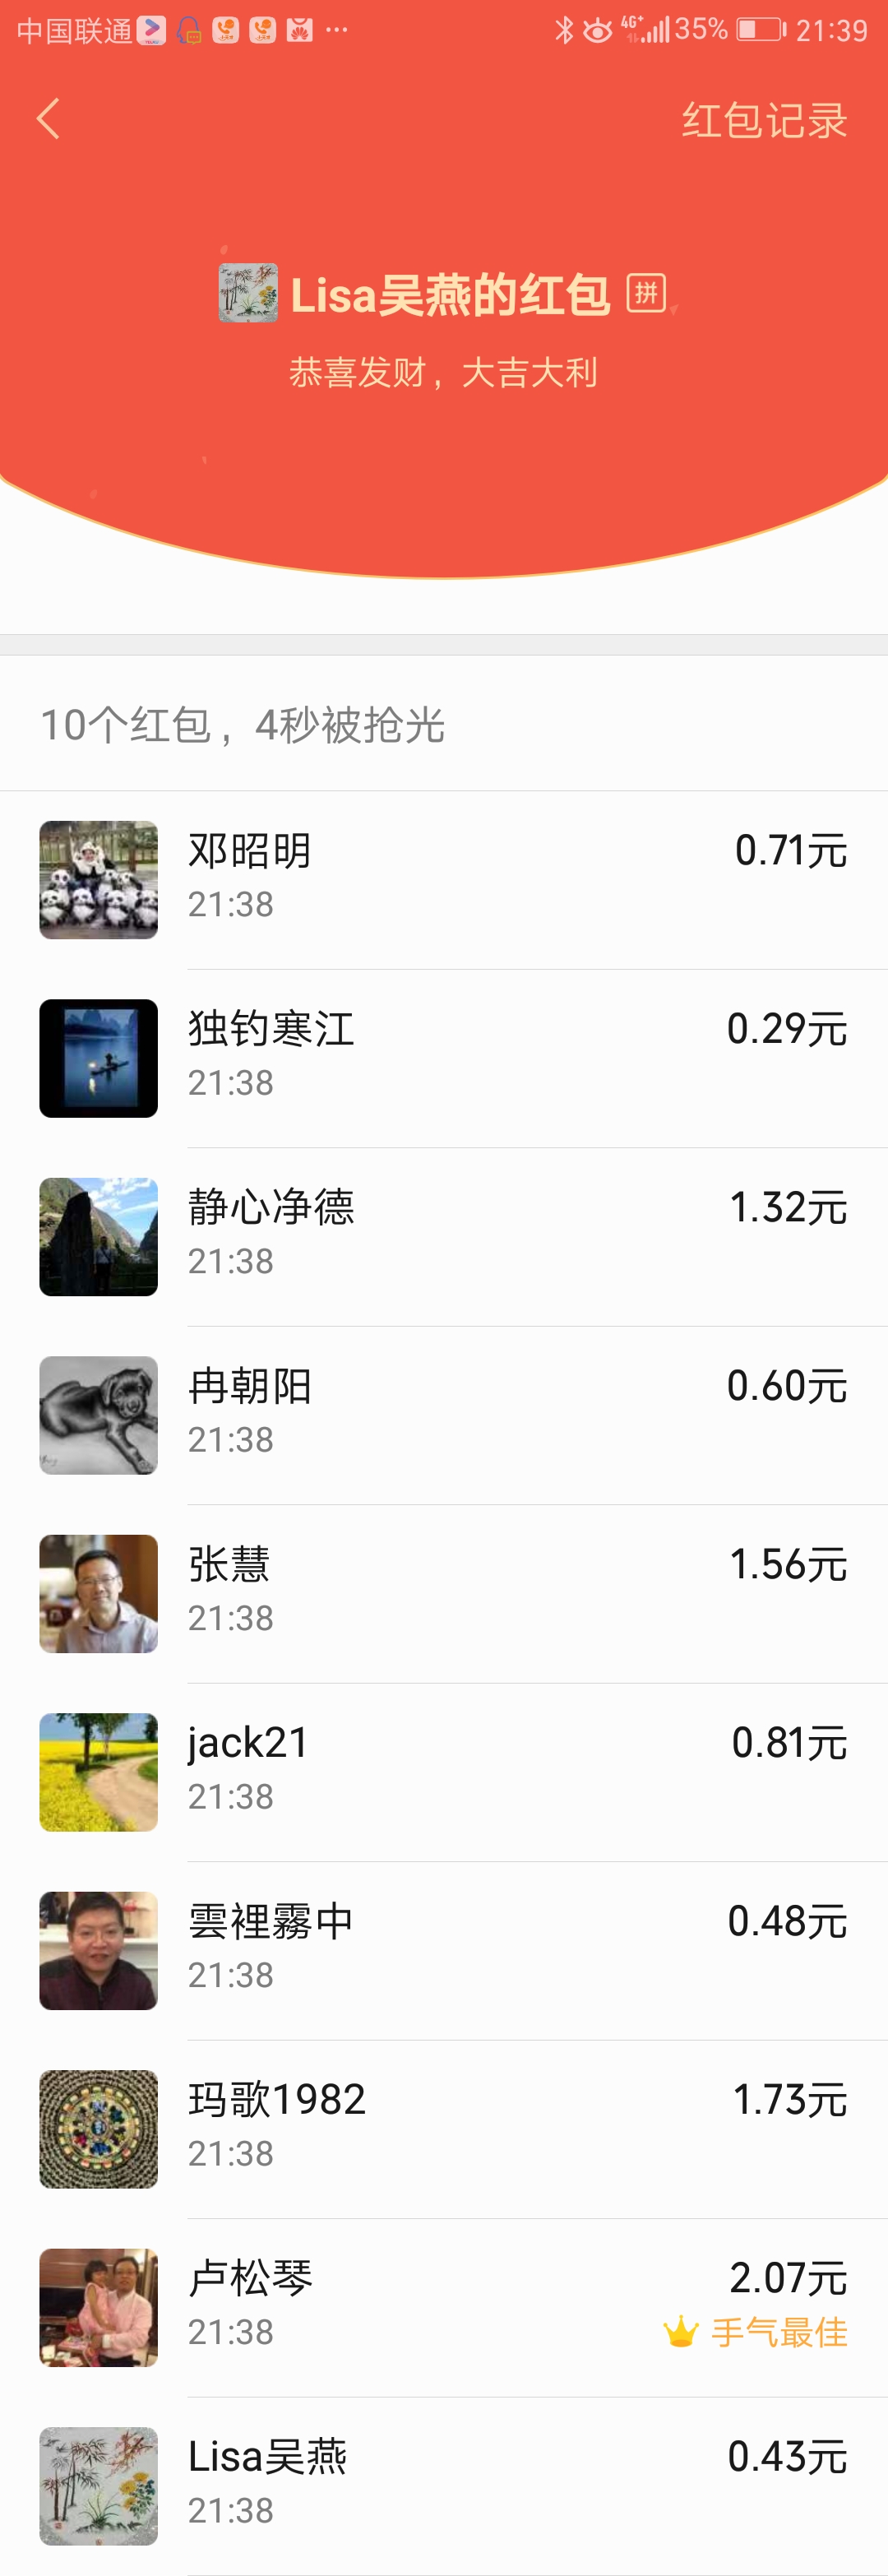 中国联通 ··· 4G+ 35% 21:39
红包记录
Lisa吴燕的红包 拼
恭喜发财，大吉大利
10个红包，4秒被抢光
邓昭明 0.71元
21:38
独钓寒江 0.29元
21:38
静心净德 1.32元
21:38
冉朝阳 0.60元
21:38
张慧 1.56元
21:38
jack21 0.81元
21:38
雲裡霧中 0.48元
21:38
玛歌1982 1.73元
21:38
卢松琴 2.07元
21:38 手气最佳
Lisa吴燕 0.43元
21:38